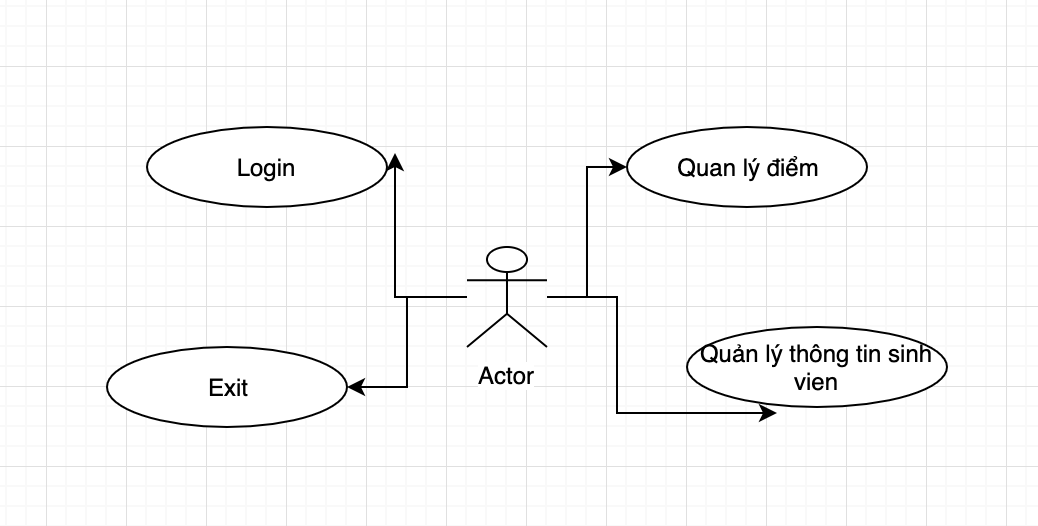 Login
Quan lý điểm
Quản lý thông tin sinh
vien
Exit
Actor